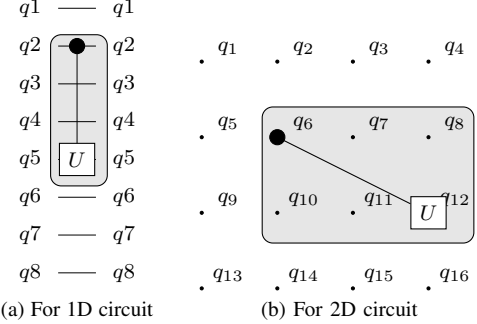 q1 q1
q2 q2
q3 q3
q4 q4
q5 U q5
q6 q6
q7 q7
q8 q8
(a) For 1D circuit
q1 q2 q3 q4
q5 q6 q7 q8
q9 q10 q11 U q12
q13 q14 q15 q16
(b) For 2D circuit